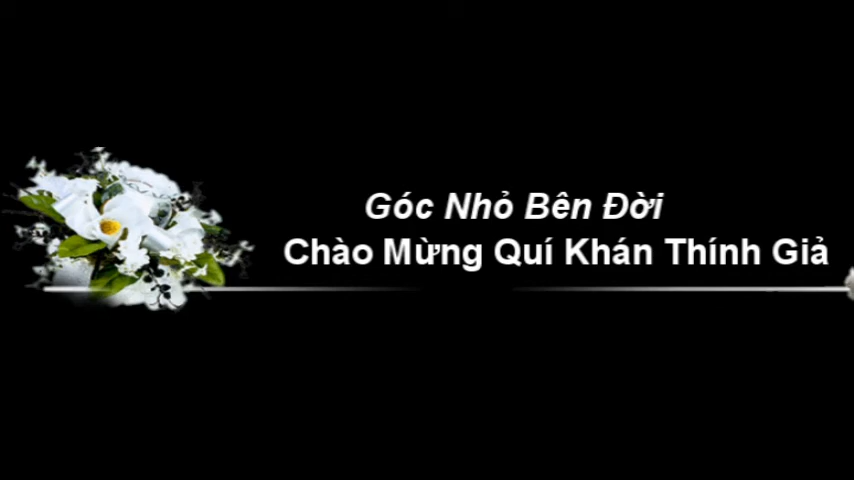 Góc Nhỏ Bên Đời
Chào Mừng Quí Khán Thính Giả